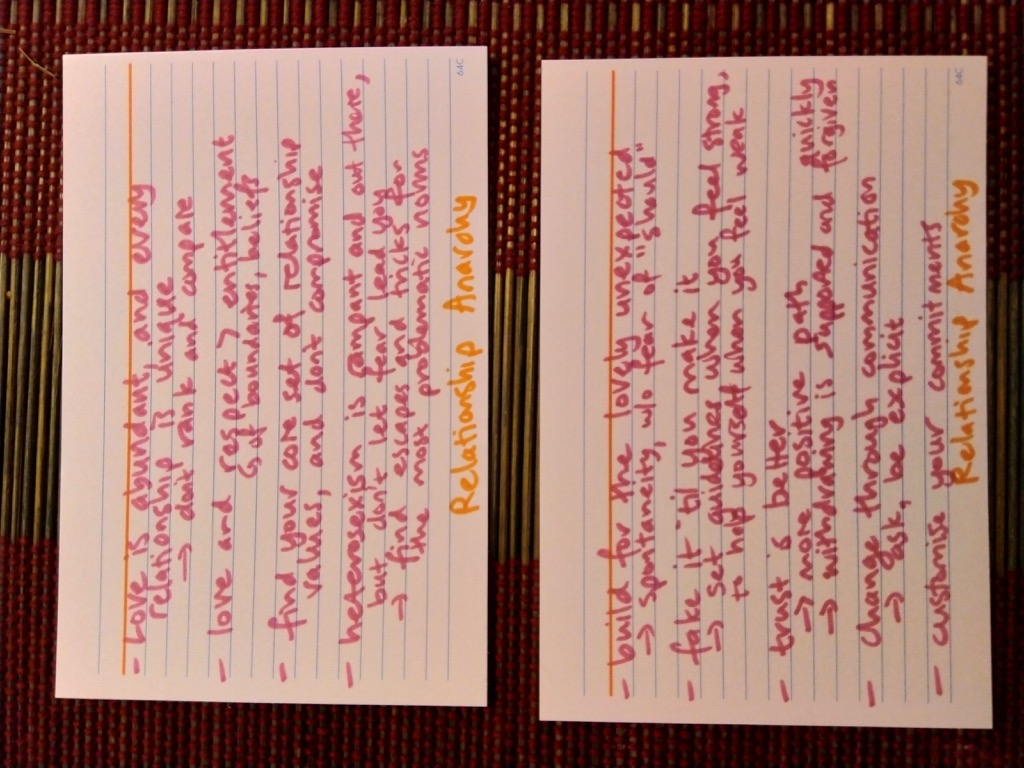 - Love is abundant, and every
relationship is unique
→ don't rank and compare
- love and respect > entitlement
↳ of boundaries, beliefs
- find your core set of relationship
values, and don't compromise
- heterosexism is rampant and out there,
but don't let fear lead you
→ find escapes and tricks for
the most problematic norms
Relationship Anarchy
64C
- build for the lovely unexpected
→ spontaneity, w/o fear of "should"
- fake it 'til you make it
→ set guidelines when you feel strong,
to help yourself when you feel weak
- trust is better
→ more positive path
→ withdrawing is supported and quickly forgiven
- change through communication
→ ask, be explicit
- customise your commitments
Relationship Anarchy
64C